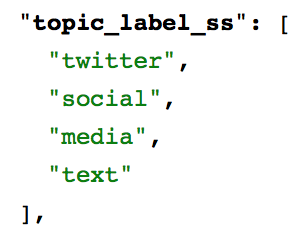 "topic_label_ss": [
"twitter",
"social",
"media",
"text"
],